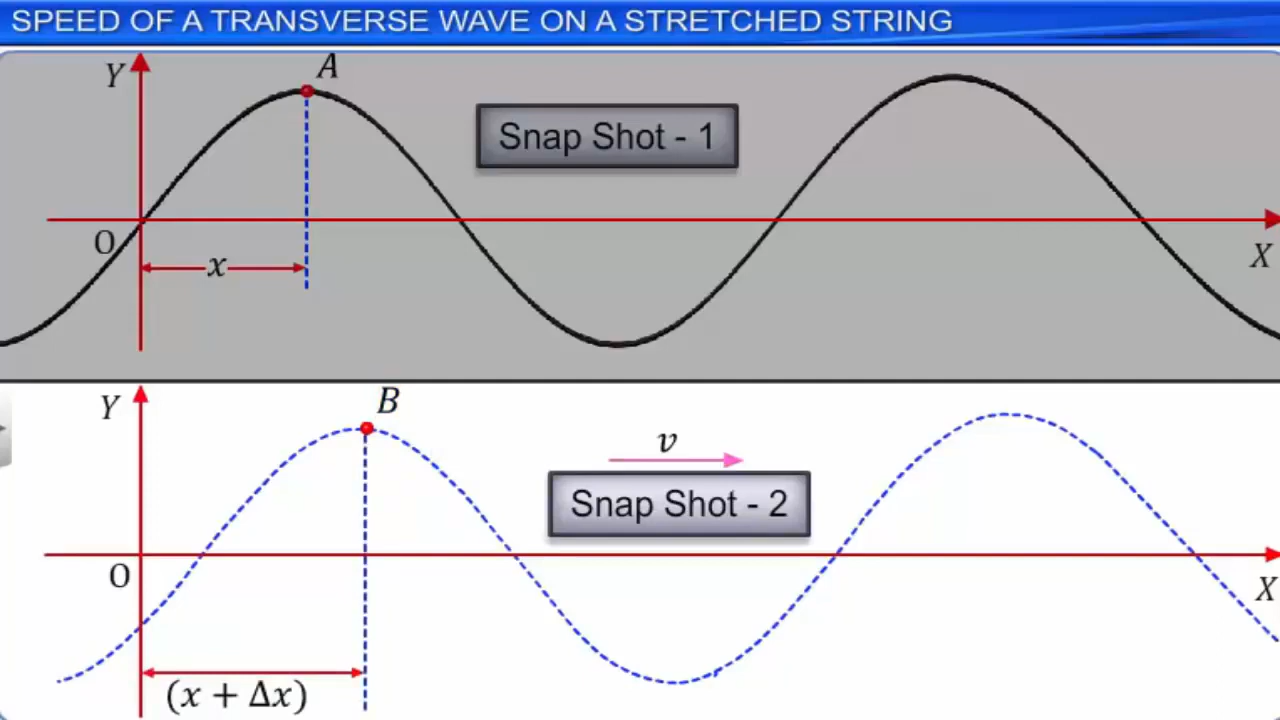 SPEED OF A TRANSVERSE WAVE ON A STRETCHED STRING
Y
A
Snap Shot - 1
O
x
X
Y
B
v
Snap Shot - 2
O
X
(x + Δx)